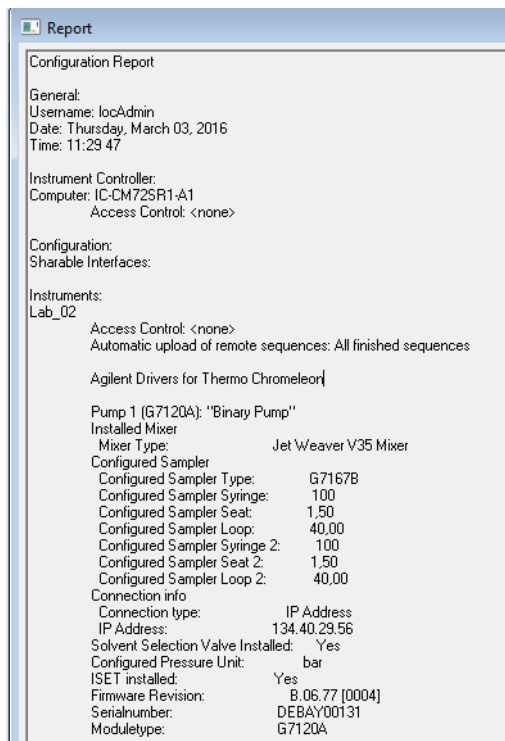 Report
Configuration Report
General:
Username: locAdmin
Date: Thursday, March 03, 2016
Time: 11:29 47
Instrument Controller:
Computer: IC-CM72SR1-A1
Access Control: <none>
Configuration:
Sharable Interfaces:
Instruments:
Lab_02
Access Control: <none>
Automatic upload of remote sequences: All finished sequences
Agilent Drivers for Thermo Chromeleon
Pump 1 (G7120A): "Binary Pump"
Installed Mixer
Mixer Type: Jet Weaver V35 Mixer
Configured Sampler
Configured Sampler Type: G7167B
Configured Sampler Syringe: 100
Configured Sampler Seat: 1,50
Configured Sampler Loop: 40,00
Configured Sampler Syringe 2: 100
Configured Sampler Seat 2: 1,50
Configured Sampler Loop 2: 40,00
Connection info
Connection type: IP Address
IP Address: 134.40.29.56
Solvent Selection Valve Installed: Yes
Configured Pressure Unit: bar
ISET installed: Yes
Firmware Revision: B.06.77 [0004]
Serialnumber: DEBAY00131
Moduletype: G7120A